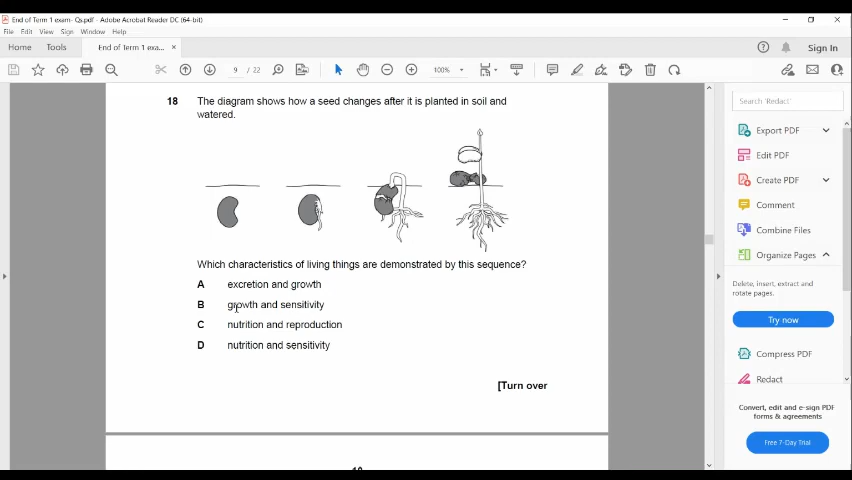 End of Term 1 exam- Qs.pdf - Adobe Acrobat Reader DC (64-bit)
File Edit View Sign Window Help
Home Tools End of Term 1 exa... × Sign In
9 / 22 100%
18 The diagram shows how a seed changes after it is planted in soil and
watered.
Which characteristics of living things are demonstrated by this sequence?
A excretion and growth
B growth and sensitivity
C nutrition and reproduction
D nutrition and sensitivity
[Turn over
Search 'Redact'
Export PDF
Edit PDF
Create PDF
Comment
Combine Files
Organize Pages
Delete, insert, extract and
rotate pages.
Try now
Compress PDF
Redact
Convert, edit and e-sign PDF
forms & agreements
Free 7-Day Trial